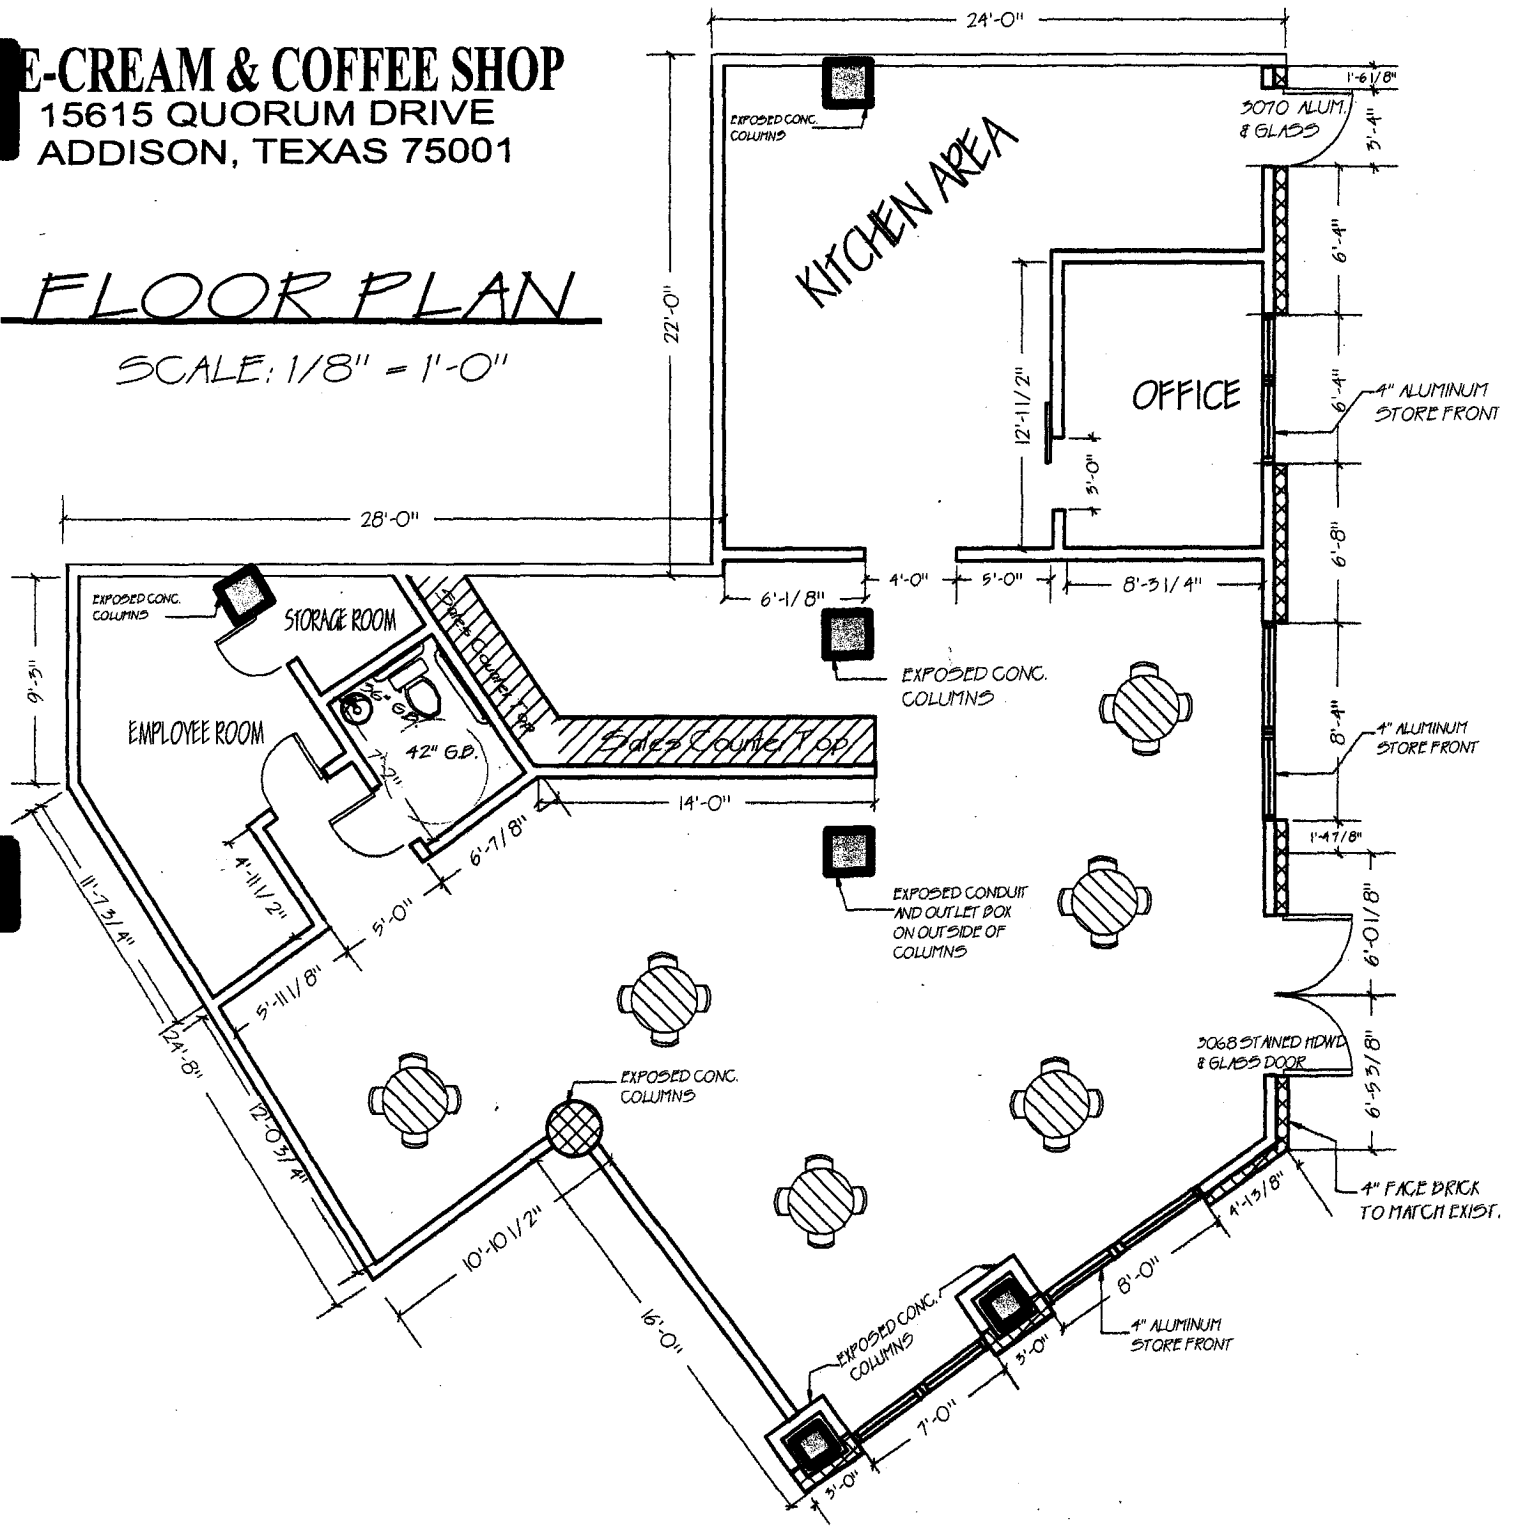 E-CREAM & COFFEE SHOP
15615 QUORUM DRIVE
ADDISON, TEXAS 75001
FLOOR PLAN
SCALE: 1/8" = 1'-0"
24'-0"
1'-6 1/8"
3070 ALUM.
& GLASS
3'-4"
EXPOSED CONC.
COLUMNS
KITCHEN AREA
6'-4"
22'-0"
OFFICE
12'-11 1/2"
3'-0"
6'-4"
4" ALUMINUM
STORE FRONT
28'-0"
6'-8"
4'-0"
5'-0"
8'-3 1/4"
6'-1/8"
EXPOSED CONC.
COLUMNS
STORAGE ROOM
Sales Counter Top
9'-3"
EXPOSED CONC.
COLUMNS
36" G.B.
EMPLOYEE ROOM
42" G.B.
7'-2"
Sales Counter Top
8'-4"
4" ALUMINUM
STORE FRONT
14'-0"
6'-7/8"
1'-4 7/8"
4'-11 1/2"
11'-7 3/4"
5'-0"
EXPOSED CONDUIT
AND OUTLET BOX
ON OUTSIDE OF
COLUMNS
6'-0 1/8"
5'-11 1/8"
24'-8"
3068 STAINED HDWD
& GLASS DOOR
6'-5 3/8"
EXPOSED CONC.
COLUMNS
12'-0 3/4"
4'-1 3/8"
4" FACE BRICK
TO MATCH EXIST.
10'-10 1/2"
16'-0"
8'-0"
EXPOSED CONC.
COLUMNS
4" ALUMINUM
STORE FRONT
3'-0"
7'-0"
3'-0"